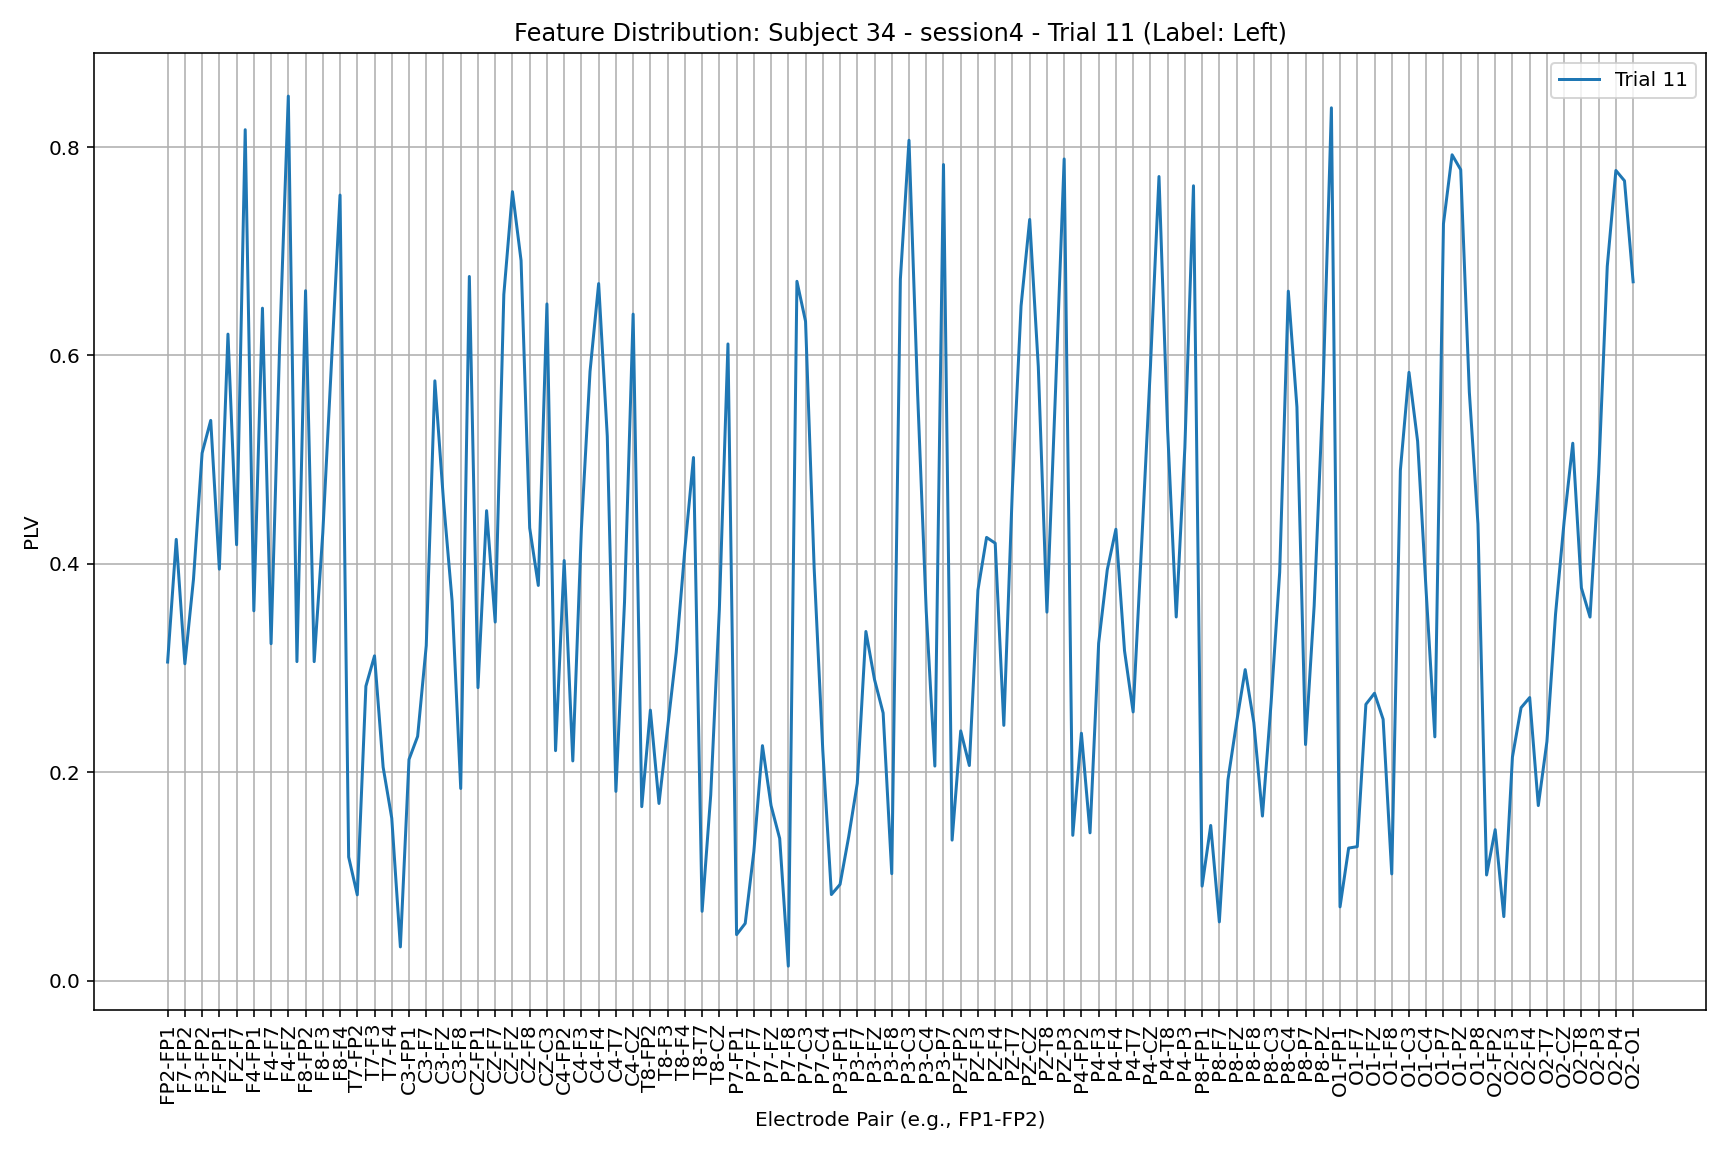 Feature Distribution: Subject 34 - session4 - Trial 11 (Label: Left)
Trial 11
PLV
0.8
0.6
0.4
0.2
0.0
FP2-FP1
F7-FP2
F3-FP2
FZ-FP1
FZ-F7
F4-FP1
F4-F7
F4-FZ
F8-FP2
F8-F3
F8-F4
T7-FP2
T7-F3
T7-F4
C3-FP1
C3-F7
C3-FZ
C3-F8
CZ-FP1
CZ-F7
CZ-FZ
CZ-F8
CZ-C3
C4-FP2
C4-F3
C4-F4
C4-T7
C4-CZ
T8-FP2
T8-F3
T8-F4
T8-T7
T8-CZ
P7-FP1
P7-F7
P7-FZ
P7-F8
P7-C3
P7-C4
P3-FP1
P3-F7
P3-FZ
P3-F8
P3-C3
P3-C4
P3-P7
PZ-FP2
PZ-F3
PZ-F4
PZ-T7
PZ-CZ
PZ-T8
PZ-P3
P4-FP2
P4-F3
P4-F4
P4-T7
P4-CZ
P4-T8
P4-P3
P8-FP1
P8-F7
P8-FZ
P8-F8
P8-C3
P8-C4
P8-P7
P8-PZ
O1-FP1
O1-F7
O1-FZ
O1-F8
O1-C3
O1-C4
O1-P7
O1-PZ
O1-P8
O2-FP2
O2-F3
O2-F4
O2-T7
O2-CZ
O2-T8
O2-P3
O2-P4
O2-O1
Electrode Pair (e.g., FP1-FP2)